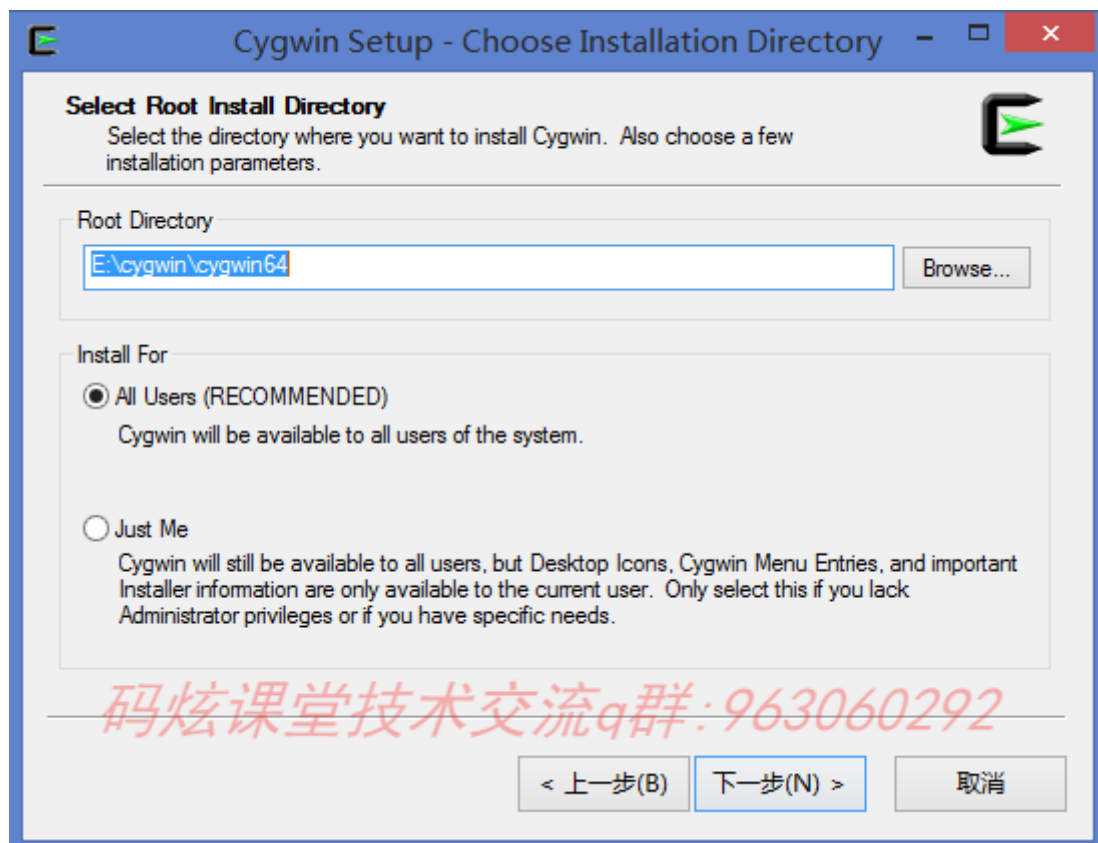 Cygwin Setup - Choose Installation Directory
Select Root Install Directory
Select the directory where you want to install Cygwin. Also choose a few
installation parameters.
Root Directory
E:\cygwin\cygwin64
Browse...
Install For
All Users (RECOMMENDED)
Cygwin will be available to all users of the system.
Just Me
Cygwin will still be available to all users, but Desktop Icons, Cygwin Menu Entries, and important
Installer information are only available to the current user. Only select this if you lack
Administrator privileges or if you have specific needs.
码炫课堂技术交流q群:963060292
< 上一步(B)
下一步(N) >
取消